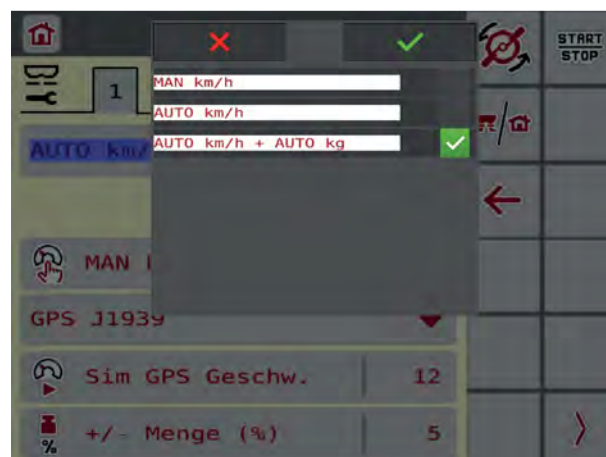 START
STOP
1
MAN km/h
AUTO km/h
AUTO km/h + AUTO kg
AUTO km/
MAN
GPS J1939
Sim GPS Geschw. 12
+/- Menge (%) 5
%